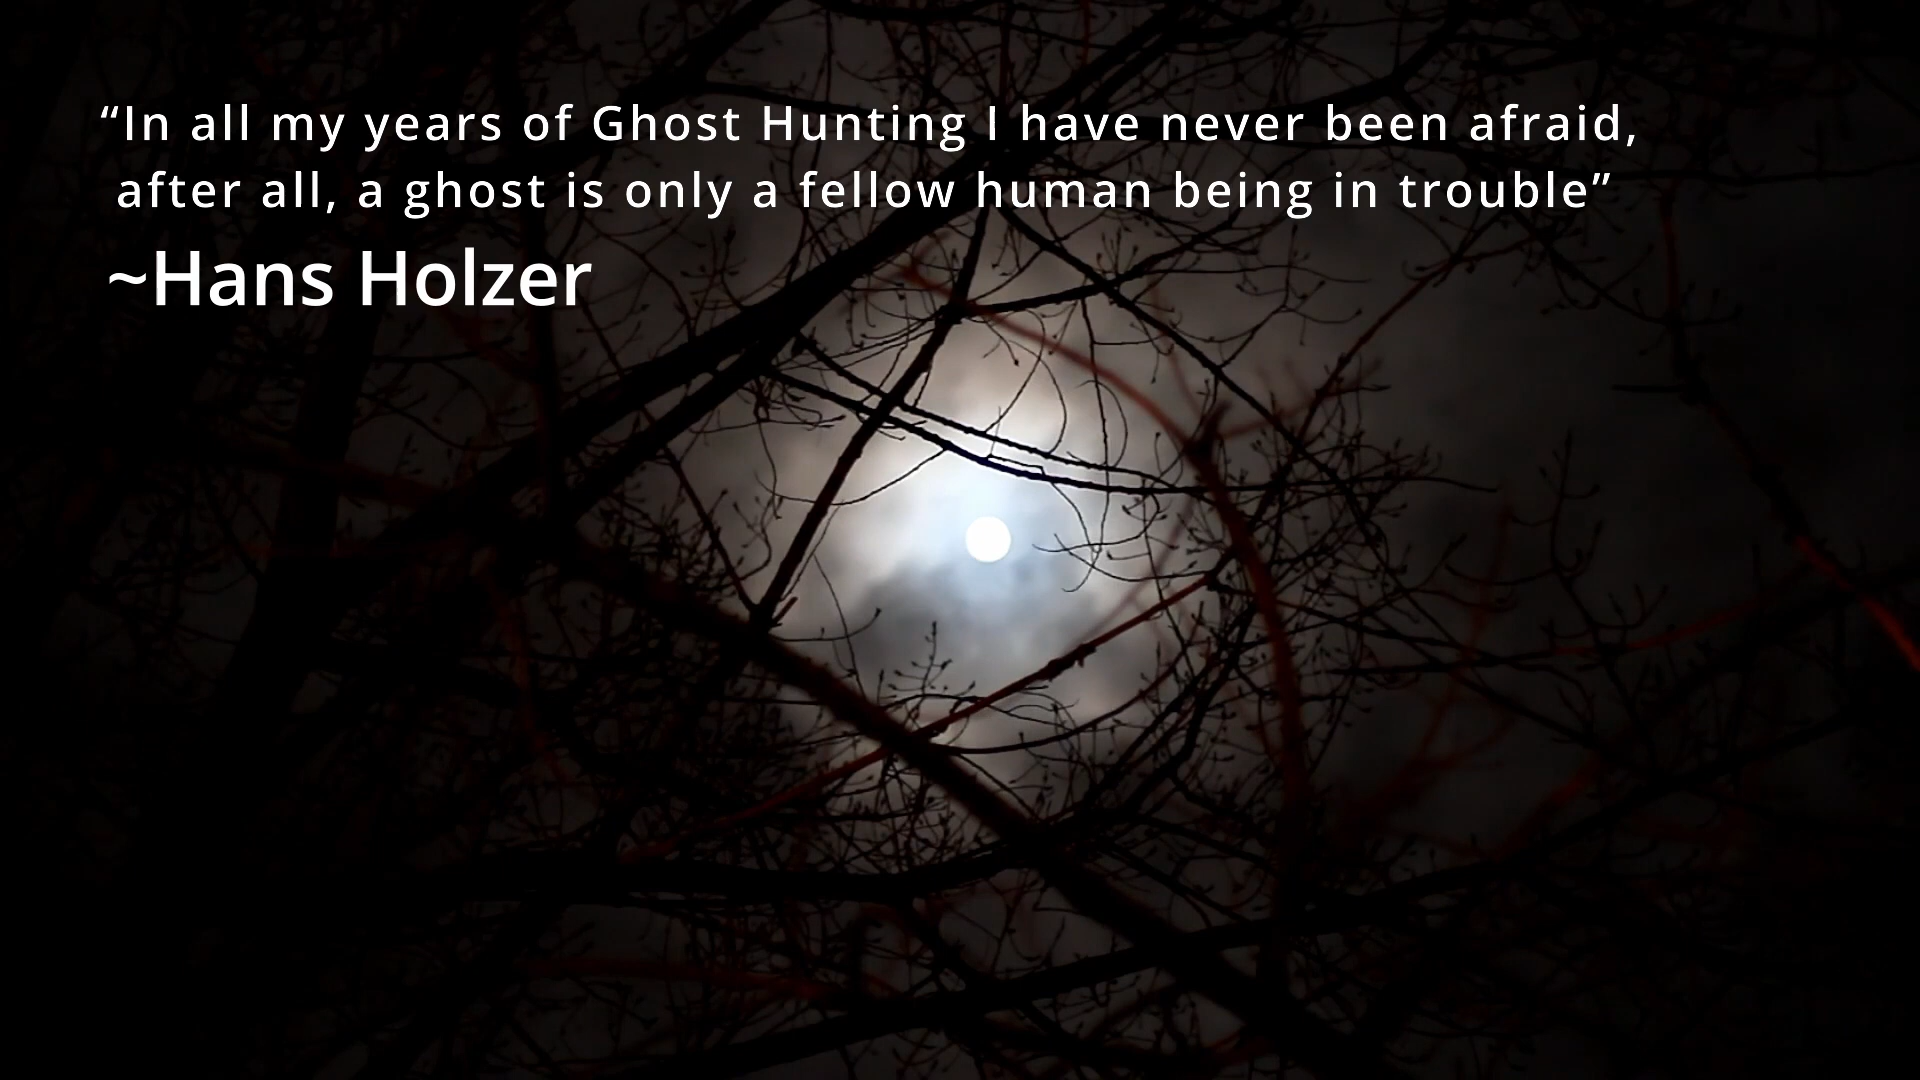 “In all my years of Ghost Hunting I have never been afraid,
after all, a ghost is only a fellow human being in trouble”
~Hans Holzer